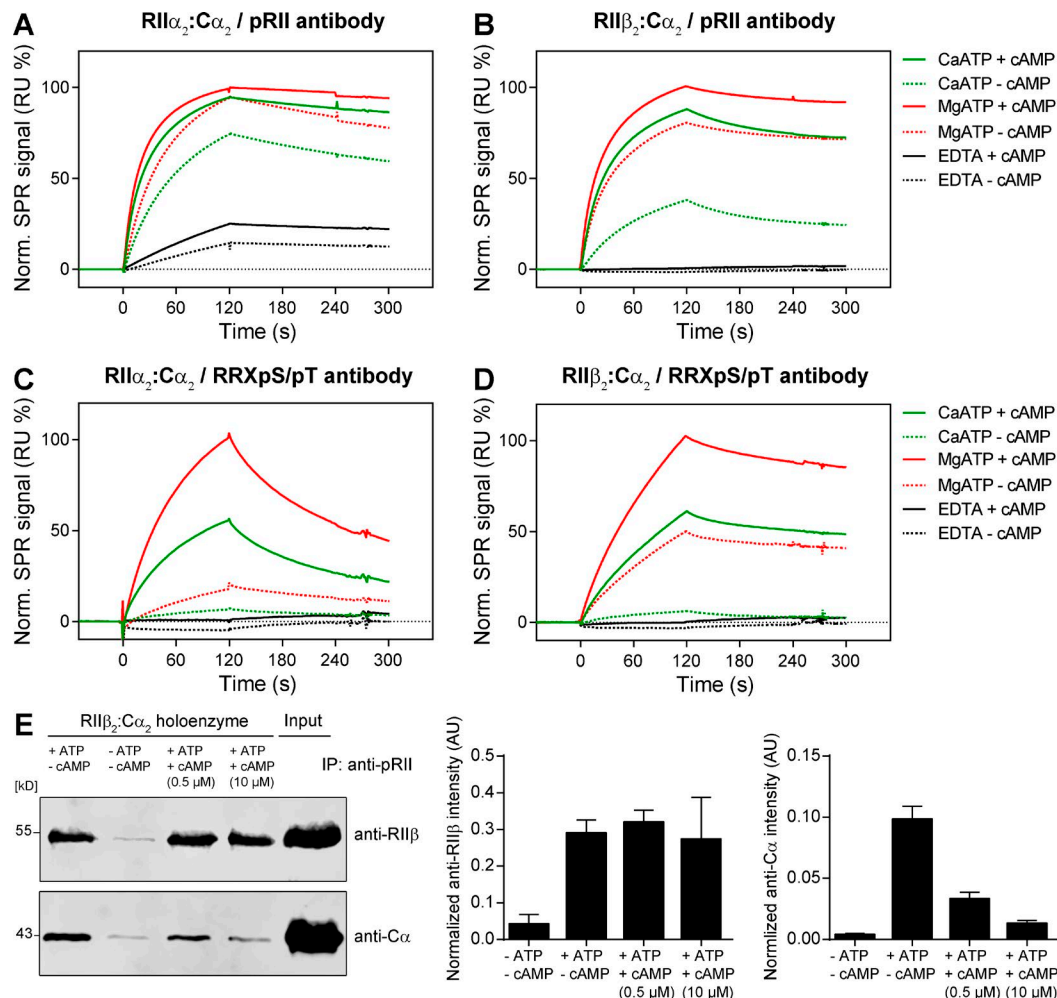 A
RIIα2:Cα2 / pRII antibody
Norm. SPR signal (RU %)
100
50
0
0 60 120 180 240 300
Time (s)
B
RIIβ2:Cα2 / pRII antibody
Norm. SPR signal (RU %)
100
50
0
0 60 120 180 240 300
Time (s)
CaATP + cAMP
CaATP - cAMP
MgATP + cAMP
MgATP - cAMP
EDTA + cAMP
EDTA - cAMP
C
RIIα2:Cα2 / RRXpS/pT antibody
Norm. SPR signal (RU %)
100
50
0
0 60 120 180 240 300
Time (s)
D
RIIβ2:Cα2 / RRXpS/pT antibody
Norm. SPR signal (RU %)
100
50
0
0 60 120 180 240 300
Time (s)
CaATP + cAMP
CaATP - cAMP
MgATP + cAMP
MgATP - cAMP
EDTA + cAMP
EDTA - cAMP
E
RIIβ2:Cα2 holoenzyme Input
+ ATP - ATP + ATP + ATP
- cAMP - cAMP + cAMP + cAMP
(0.5 µM) (10 µM)
IP: anti-pRII
[kD]
55
anti-RIIβ
43
anti-Cα
Normalized anti-RIIβ intensity (AU)
0.5
0.4
0.3
0.2
0.1
0.0
- ATP + ATP + ATP + ATP
- cAMP - cAMP + cAMP + cAMP
(0.5 µM) (10 µM)
Normlized anti-Cα intensity (AU)
0.15
0.10
0.05
0.00
- ATP + ATP + ATP + ATP
- cAMP - cAMP + cAMP + cAMP
(0.5 µM) (10 µM)